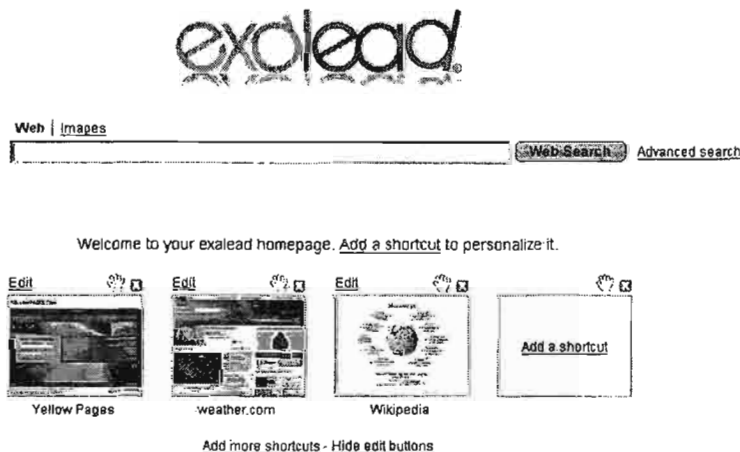 exalead®
Web | Images
Web Search Advanced search
Welcome to your exalead homepage. Add a shortcut to personalize it.
Edit Edit Edit
Add a shortcut
Yellow Pages weather.com Wikipedia
Add more shortcuts - Hide edit buttons